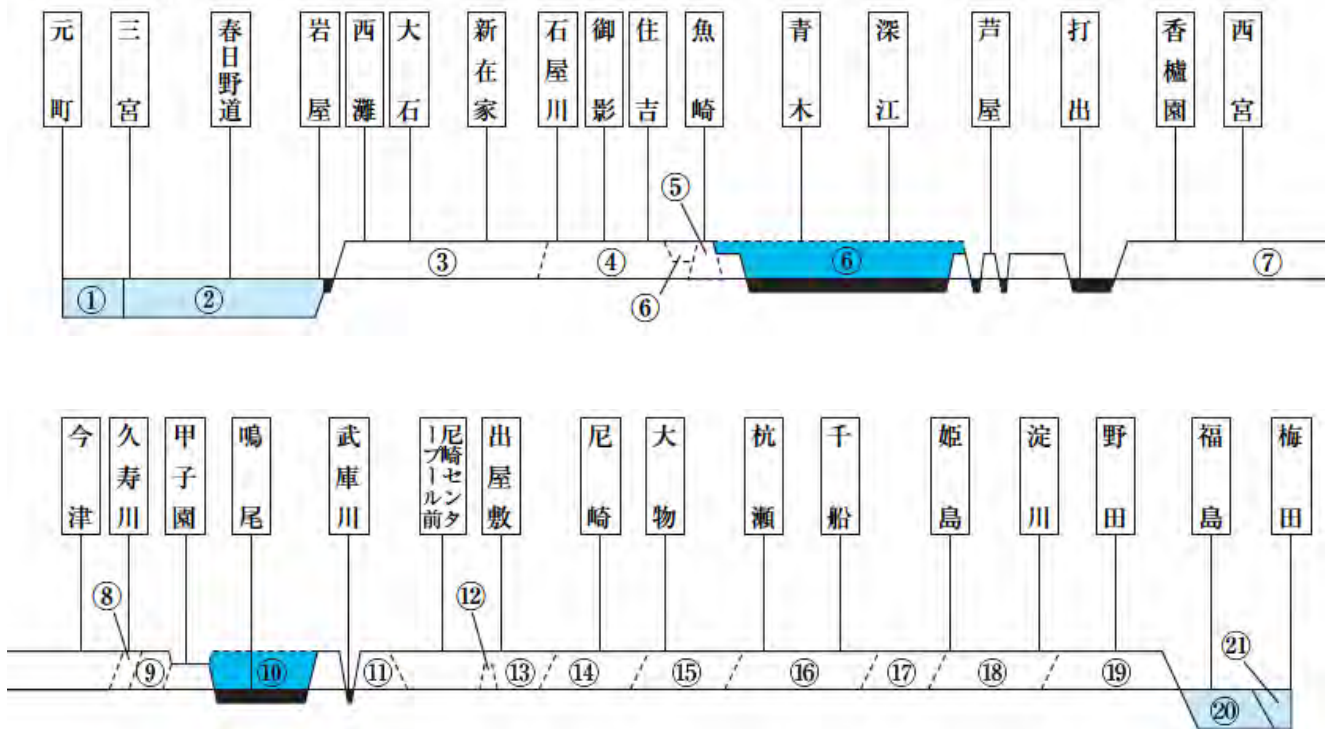 元町
三宮
春日野道
岩屋
西灘
大石
新在家
石屋川
御影
住吉
魚崎
青木
深江
芦屋
打出
香櫨園
西宮
①
②
③
④
⑤
⑥
⑥
⑦
今津
久寿川
甲子園
鳴尾
武庫川
尼崎センタ
ープール前
出屋敷
尼崎
大物
杭瀬
千船
姫島
淀川
野田
福島
梅田
⑧
⑨
⑩
⑪
⑫
⑬
⑭
⑮
⑯
⑰
⑱
⑲
⑳
㉑